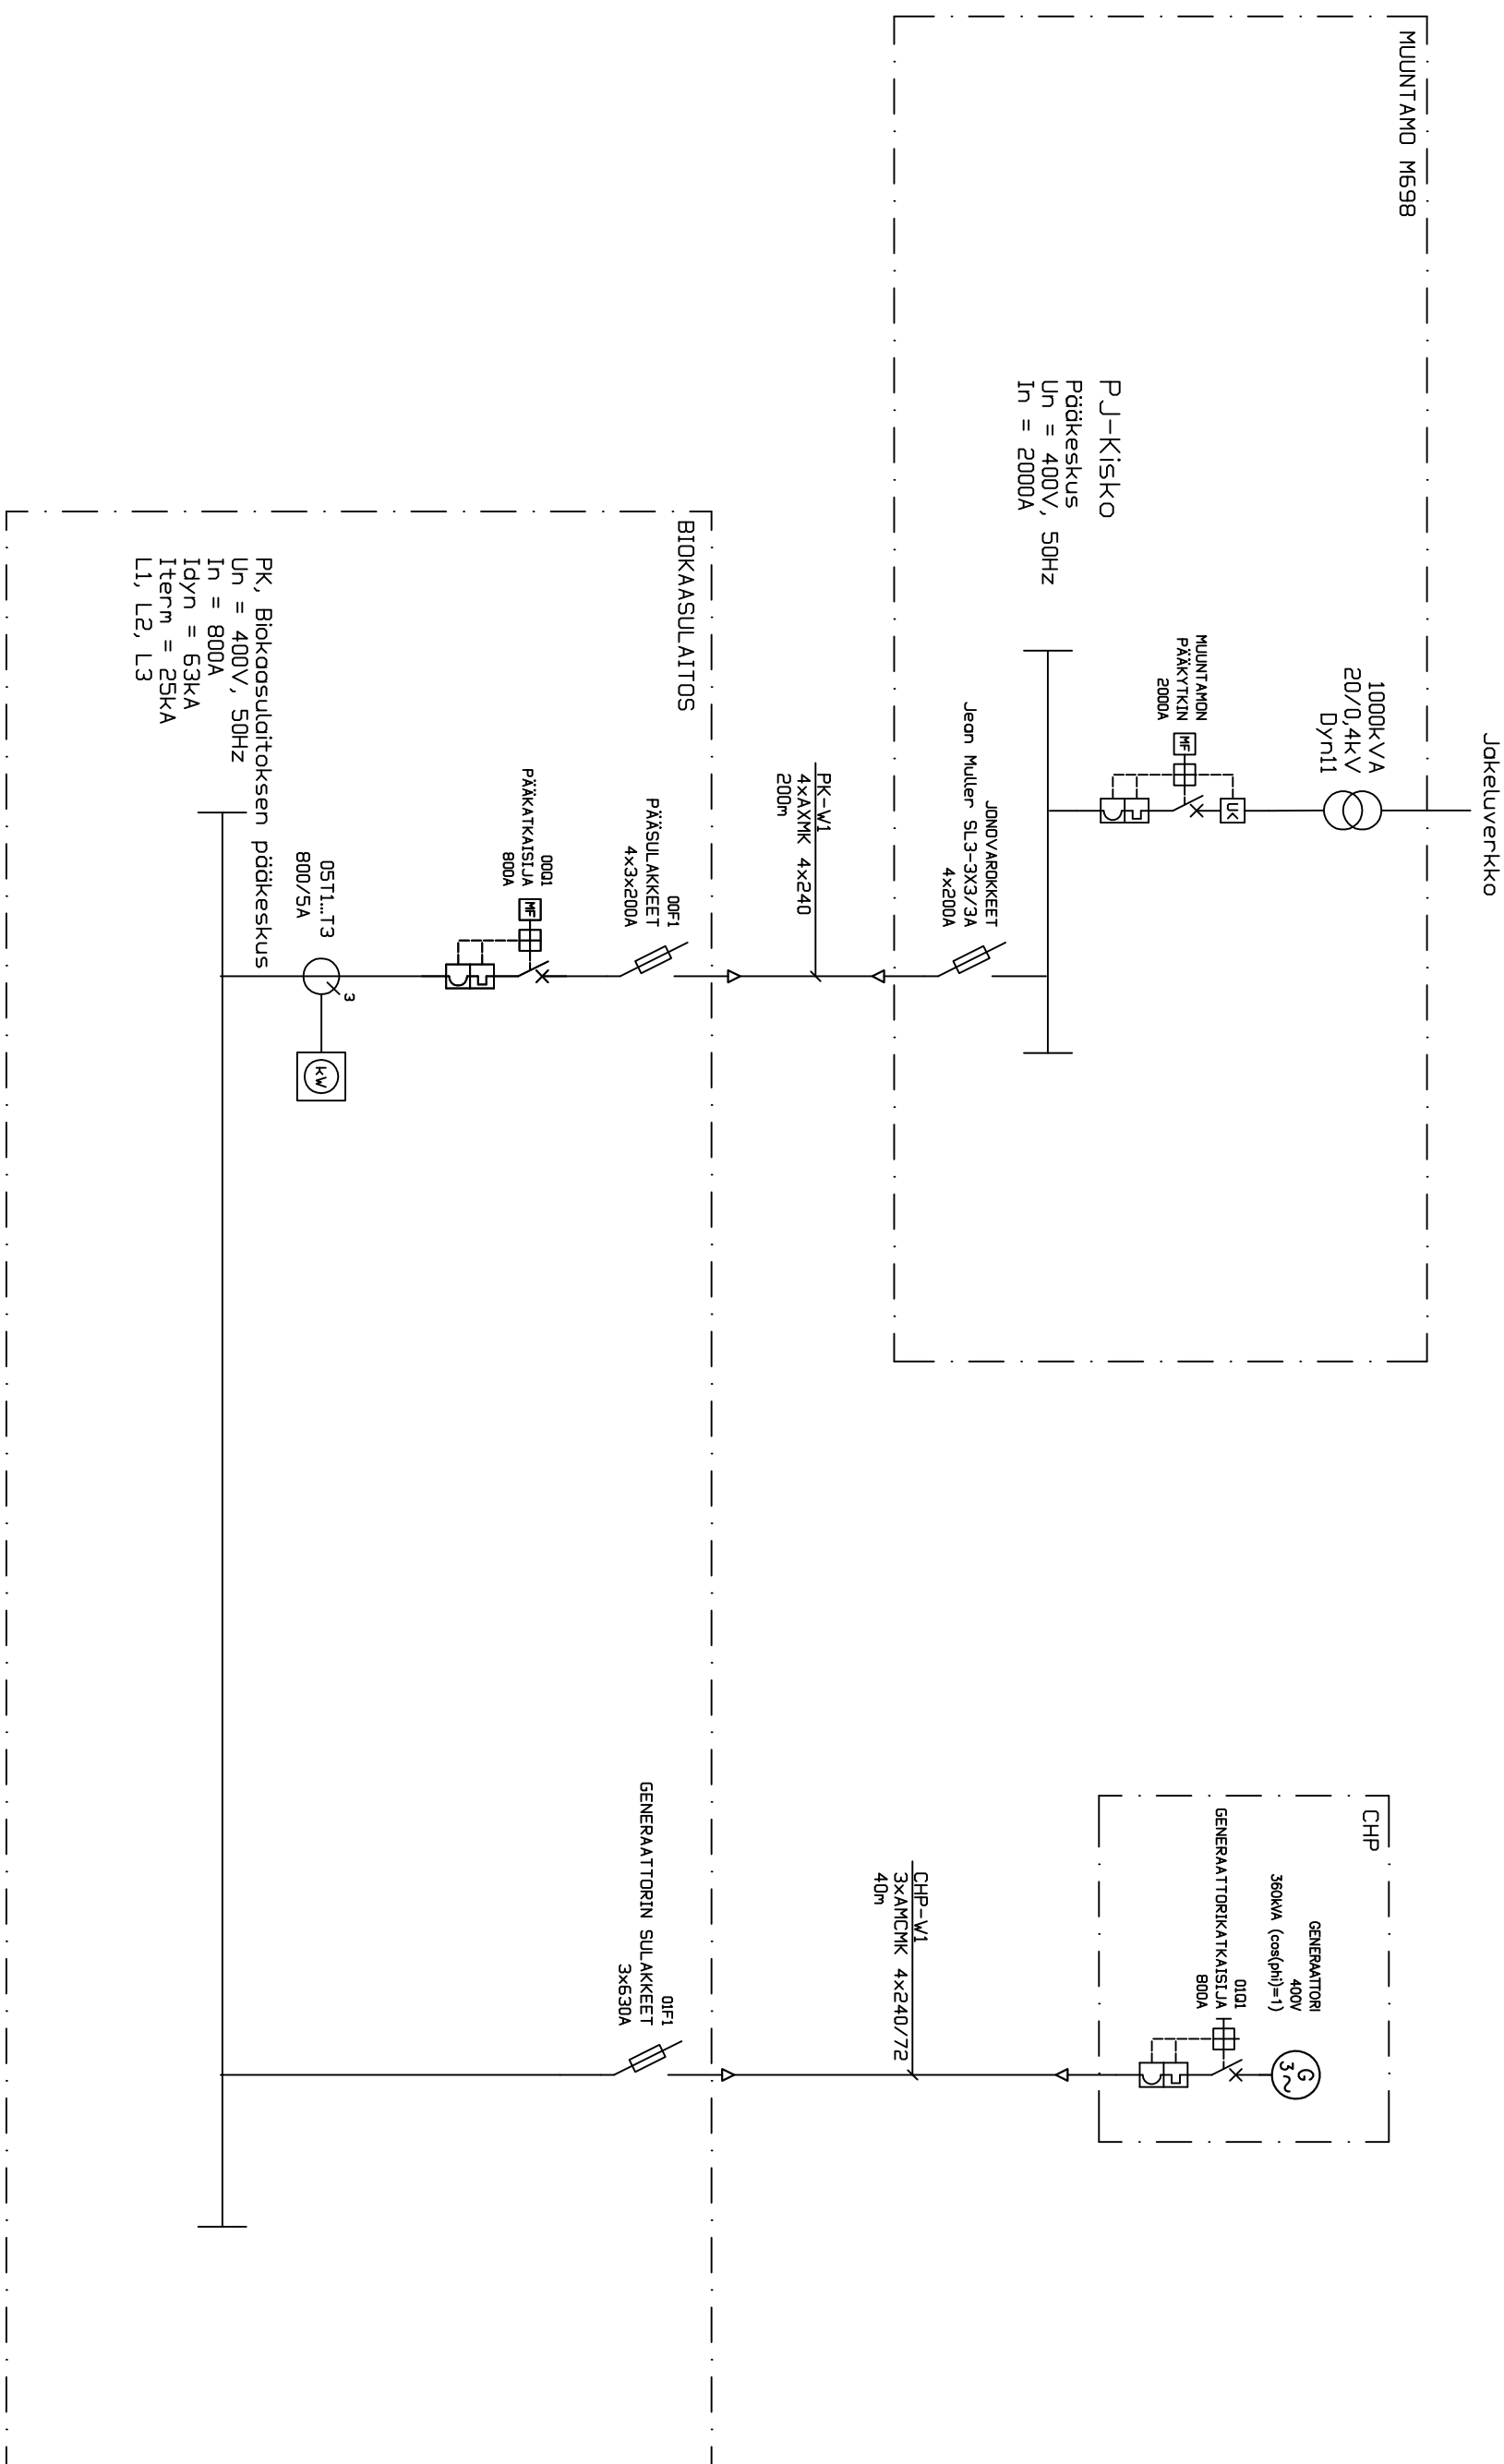 Jakeluverkko
MUUNTAMO M698
1000kVA
20/0,4kV
Dyn11
UK
MUUNTAMON
PÄÄKYTKIN
2000A
MF
PJ-Kisko
Pääkeskus
Un = 400V, 50Hz
In = 2000A
JONOVAROKKEET
Jean Muller SL3-3X3/3A
4x200A
PK-W1
4xAXMK 4x240
200m
BIOKAASULAITOS
00F1
PÄÄSULAKKEET
4x3x200A
00Q1
PÄÄKATKAISIJA
800A
MF
05T1...T3
800/5A
3
kW
PK, Biokaasulaitoksen pääkeskus
Un = 400V, 50Hz
In = 800A
Idyn = 63kA
Iterm = 25kA
L1, L2, L3
CHP
GENERAATTORI
400V
360kVA (cos(phi)=1)
G
3~
01Q1
GENERAATTORIKATKAISIJA
800A
CHP-W1
3xAMCMK 4x240/72
40m
01F1
GENERAATTORIN SULAKKEET
3x630A